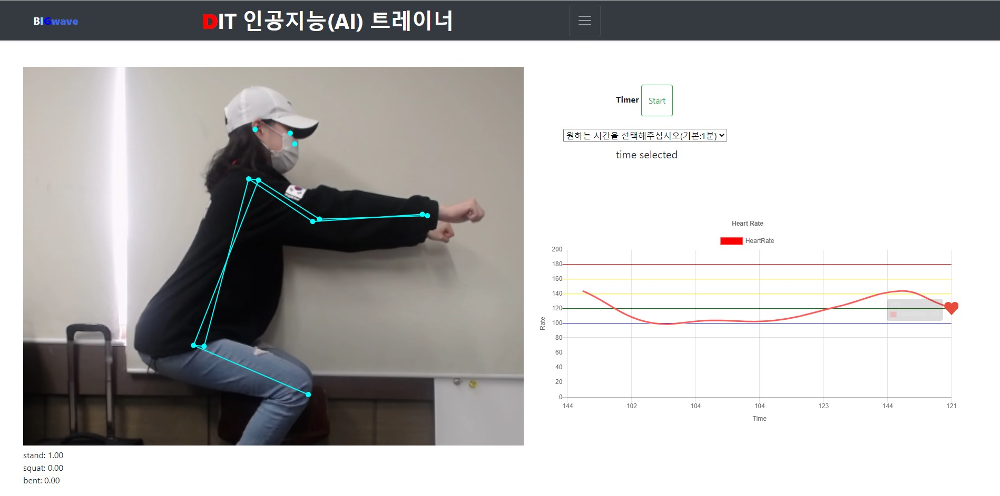 BIGwave
DIT 인공지능(AI) 트레이너
Timer
Start
원하는 시간을 선택해주십시오(기본:1분)
time selected
Heart Rate
HeartRate
200
180
160
140
120
100
80
60
40
20
0
Rate
144 102 104 104 123 144 121
Time
stand: 1.00
squat: 0.00
bent: 0.00